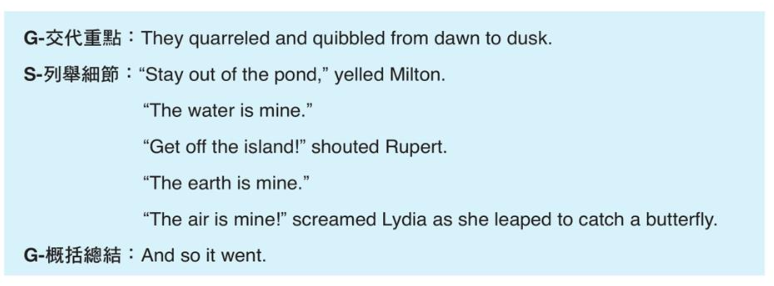 G-交代重點：They quarreled and quibbled from dawn to dusk.
S-列舉細節：“Stay out of the pond,” yelled Milton.
“The water is mine.”
“Get off the island!” shouted Rupert.
“The earth is mine.”
“The air is mine!” screamed Lydia as she leaped to catch a butterfly.
G-概括總結：And so it went.